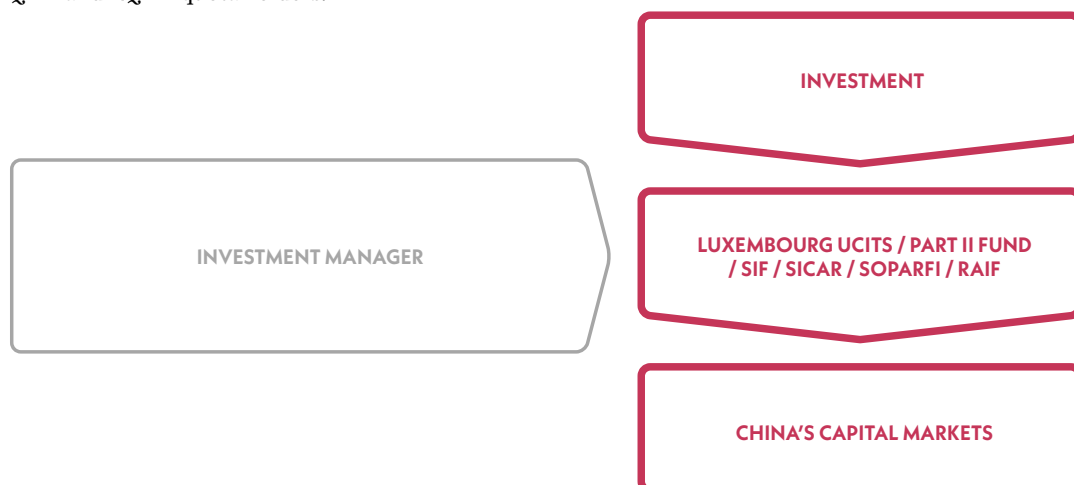 INVESTMENT
INVESTMENT MANAGER
LUXEMBOURG UCITS / PART II FUND
/ SIF / SICAR / SOPARFI / RAIF
CHINA'S CAPITAL MARKETS